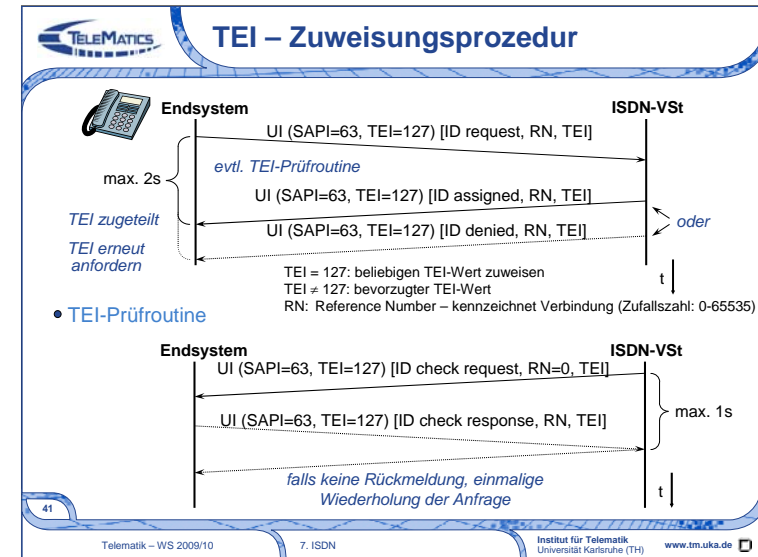 TELEMATICS
TEI – Zuweisungsprozedur
Endsystem
ISDN-VSt
UI (SAPI=63, TEI=127) [ID request, RN, TEI]
evtl. TEI-Prüfroutine
max. 2s
UI (SAPI=63, TEI=127) [ID assigned, RN, TEI]
TEI zugeteilt
oder
UI (SAPI=63, TEI=127) [ID denied, RN, TEI]
TEI erneut
anfordern
TEI = 127: beliebigen TEI-Wert zuweisen
t
TEI ≠ 127: bevorzugter TEI-Wert
RN: Reference Number – kennzeichnet Verbindung (Zufallszahl: 0-65535)
• TEI-Prüfroutine
Endsystem
ISDN-VSt
UI (SAPI=63, TEI=127) [ID check request, RN=0, TEI]
max. 1s
UI (SAPI=63, TEI=127) [ID check response, RN, TEI]
falls keine Rückmeldung, einmalige
Wiederholung der Anfrage
t
41
Telematik – WS 2009/10
7. ISDN
Institut für Telematik
Universität Karlsruhe (TH)
www.tm.uka.de